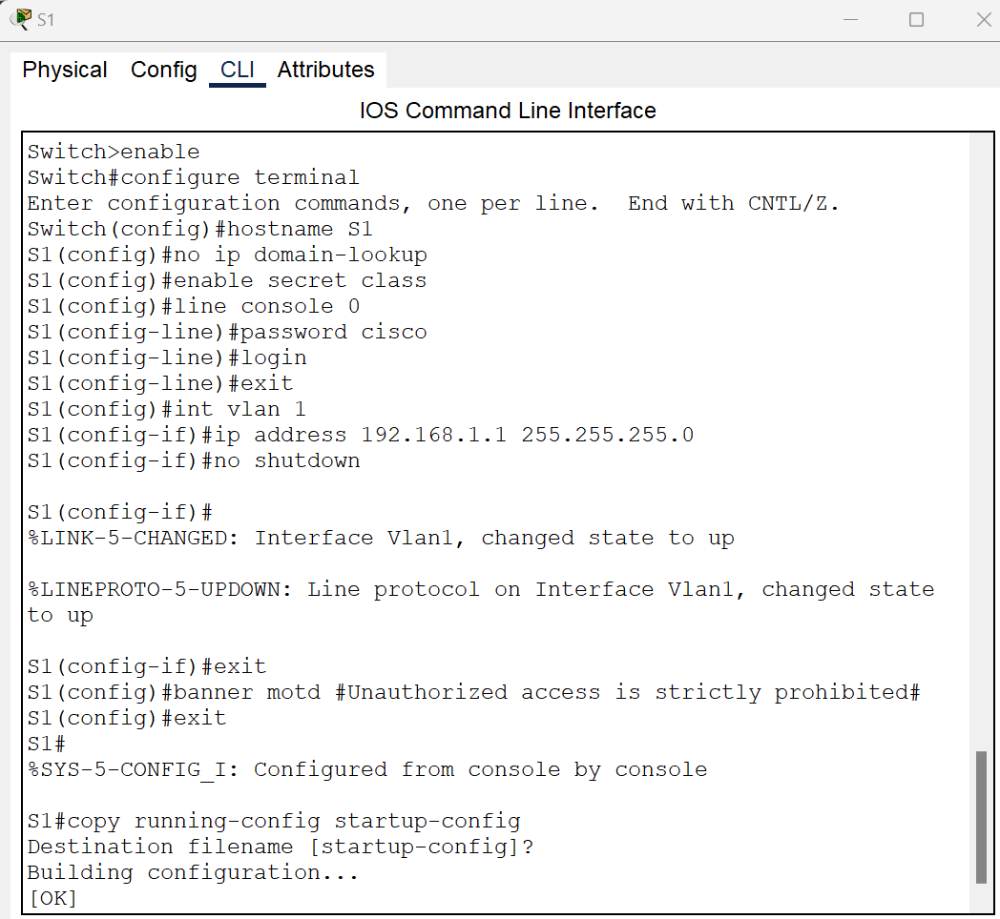 S1
Physical Config CLI Attributes
IOS Command Line Interface
Switch>enable
Switch#configure terminal
Enter configuration commands, one per line.  End with CNTL/Z.
Switch(config)#hostname S1
S1(config)#no ip domain-lookup
S1(config)#enable secret class
S1(config)#line console 0
S1(config-line)#password cisco
S1(config-line)#login
S1(config-line)#exit
S1(config)#int vlan 1
S1(config-if)#ip address 192.168.1.1 255.255.255.0
S1(config-if)#no shutdown
S1(config-if)#
%LINK-5-CHANGED: Interface Vlan1, changed state to up
%LINEPROTO-5-UPDOWN: Line protocol on Interface Vlan1, changed state
to up
S1(config-if)#exit
S1(config)#banner motd #Unauthorized access is strictly prohibited#
S1(config)#exit
S1#
%SYS-5-CONFIG_I: Configured from console by console
S1#copy running-config startup-config
Destination filename [startup-config]?
Building configuration...
[OK]